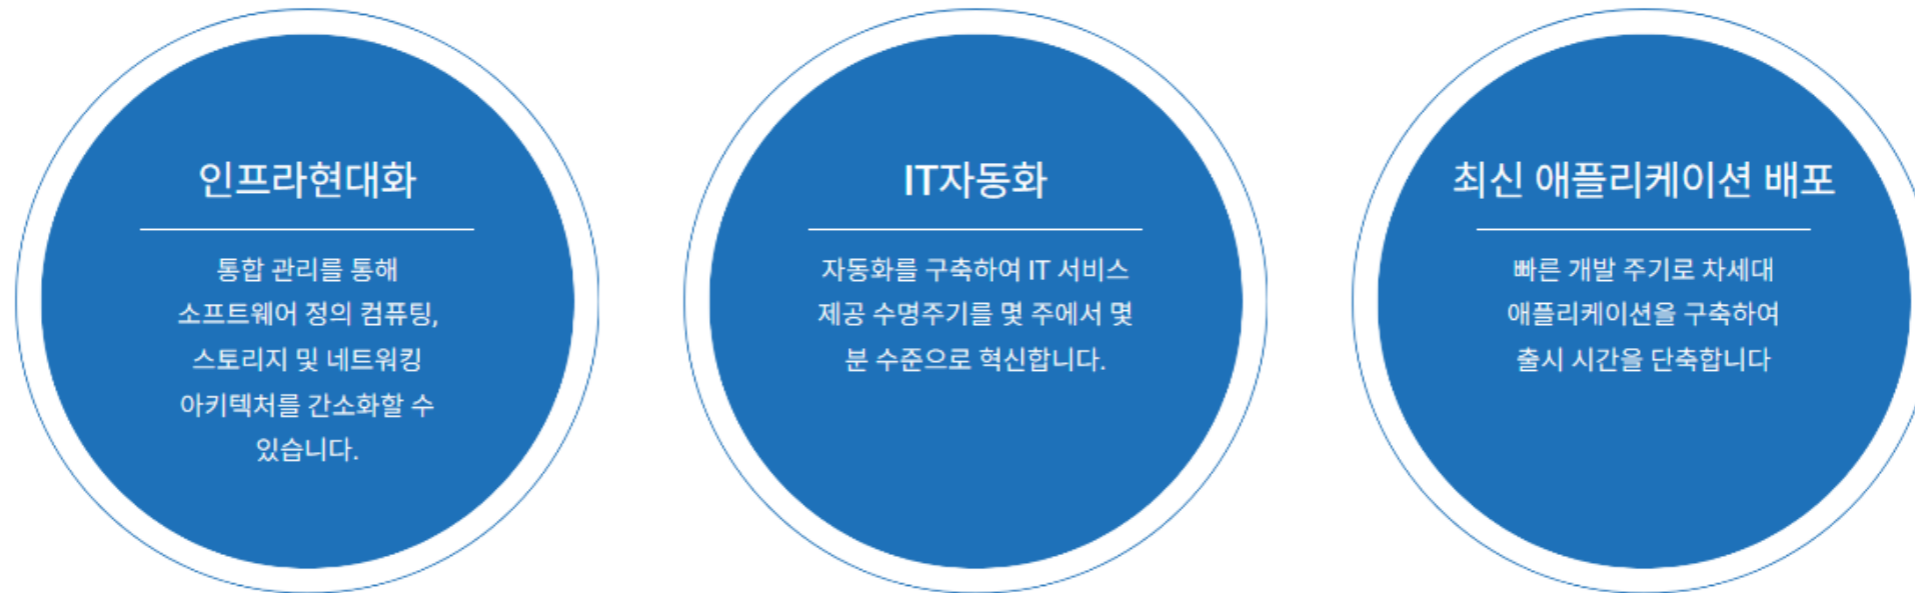 인프라현대화
통합 관리를 통해
소프트웨어 정의 컴퓨팅,
스토리지 및 네트워킹
아키텍처를 간소화할 수
있습니다.
IT자동화
자동화를 구축하여 IT 서비스
제공 수명주기를 몇 주에서 몇
분 수준으로 혁신합니다.
최신 애플리케이션 배포
빠른 개발 주기로 차세대
애플리케이션을 구축하여
출시 시간을 단축합니다